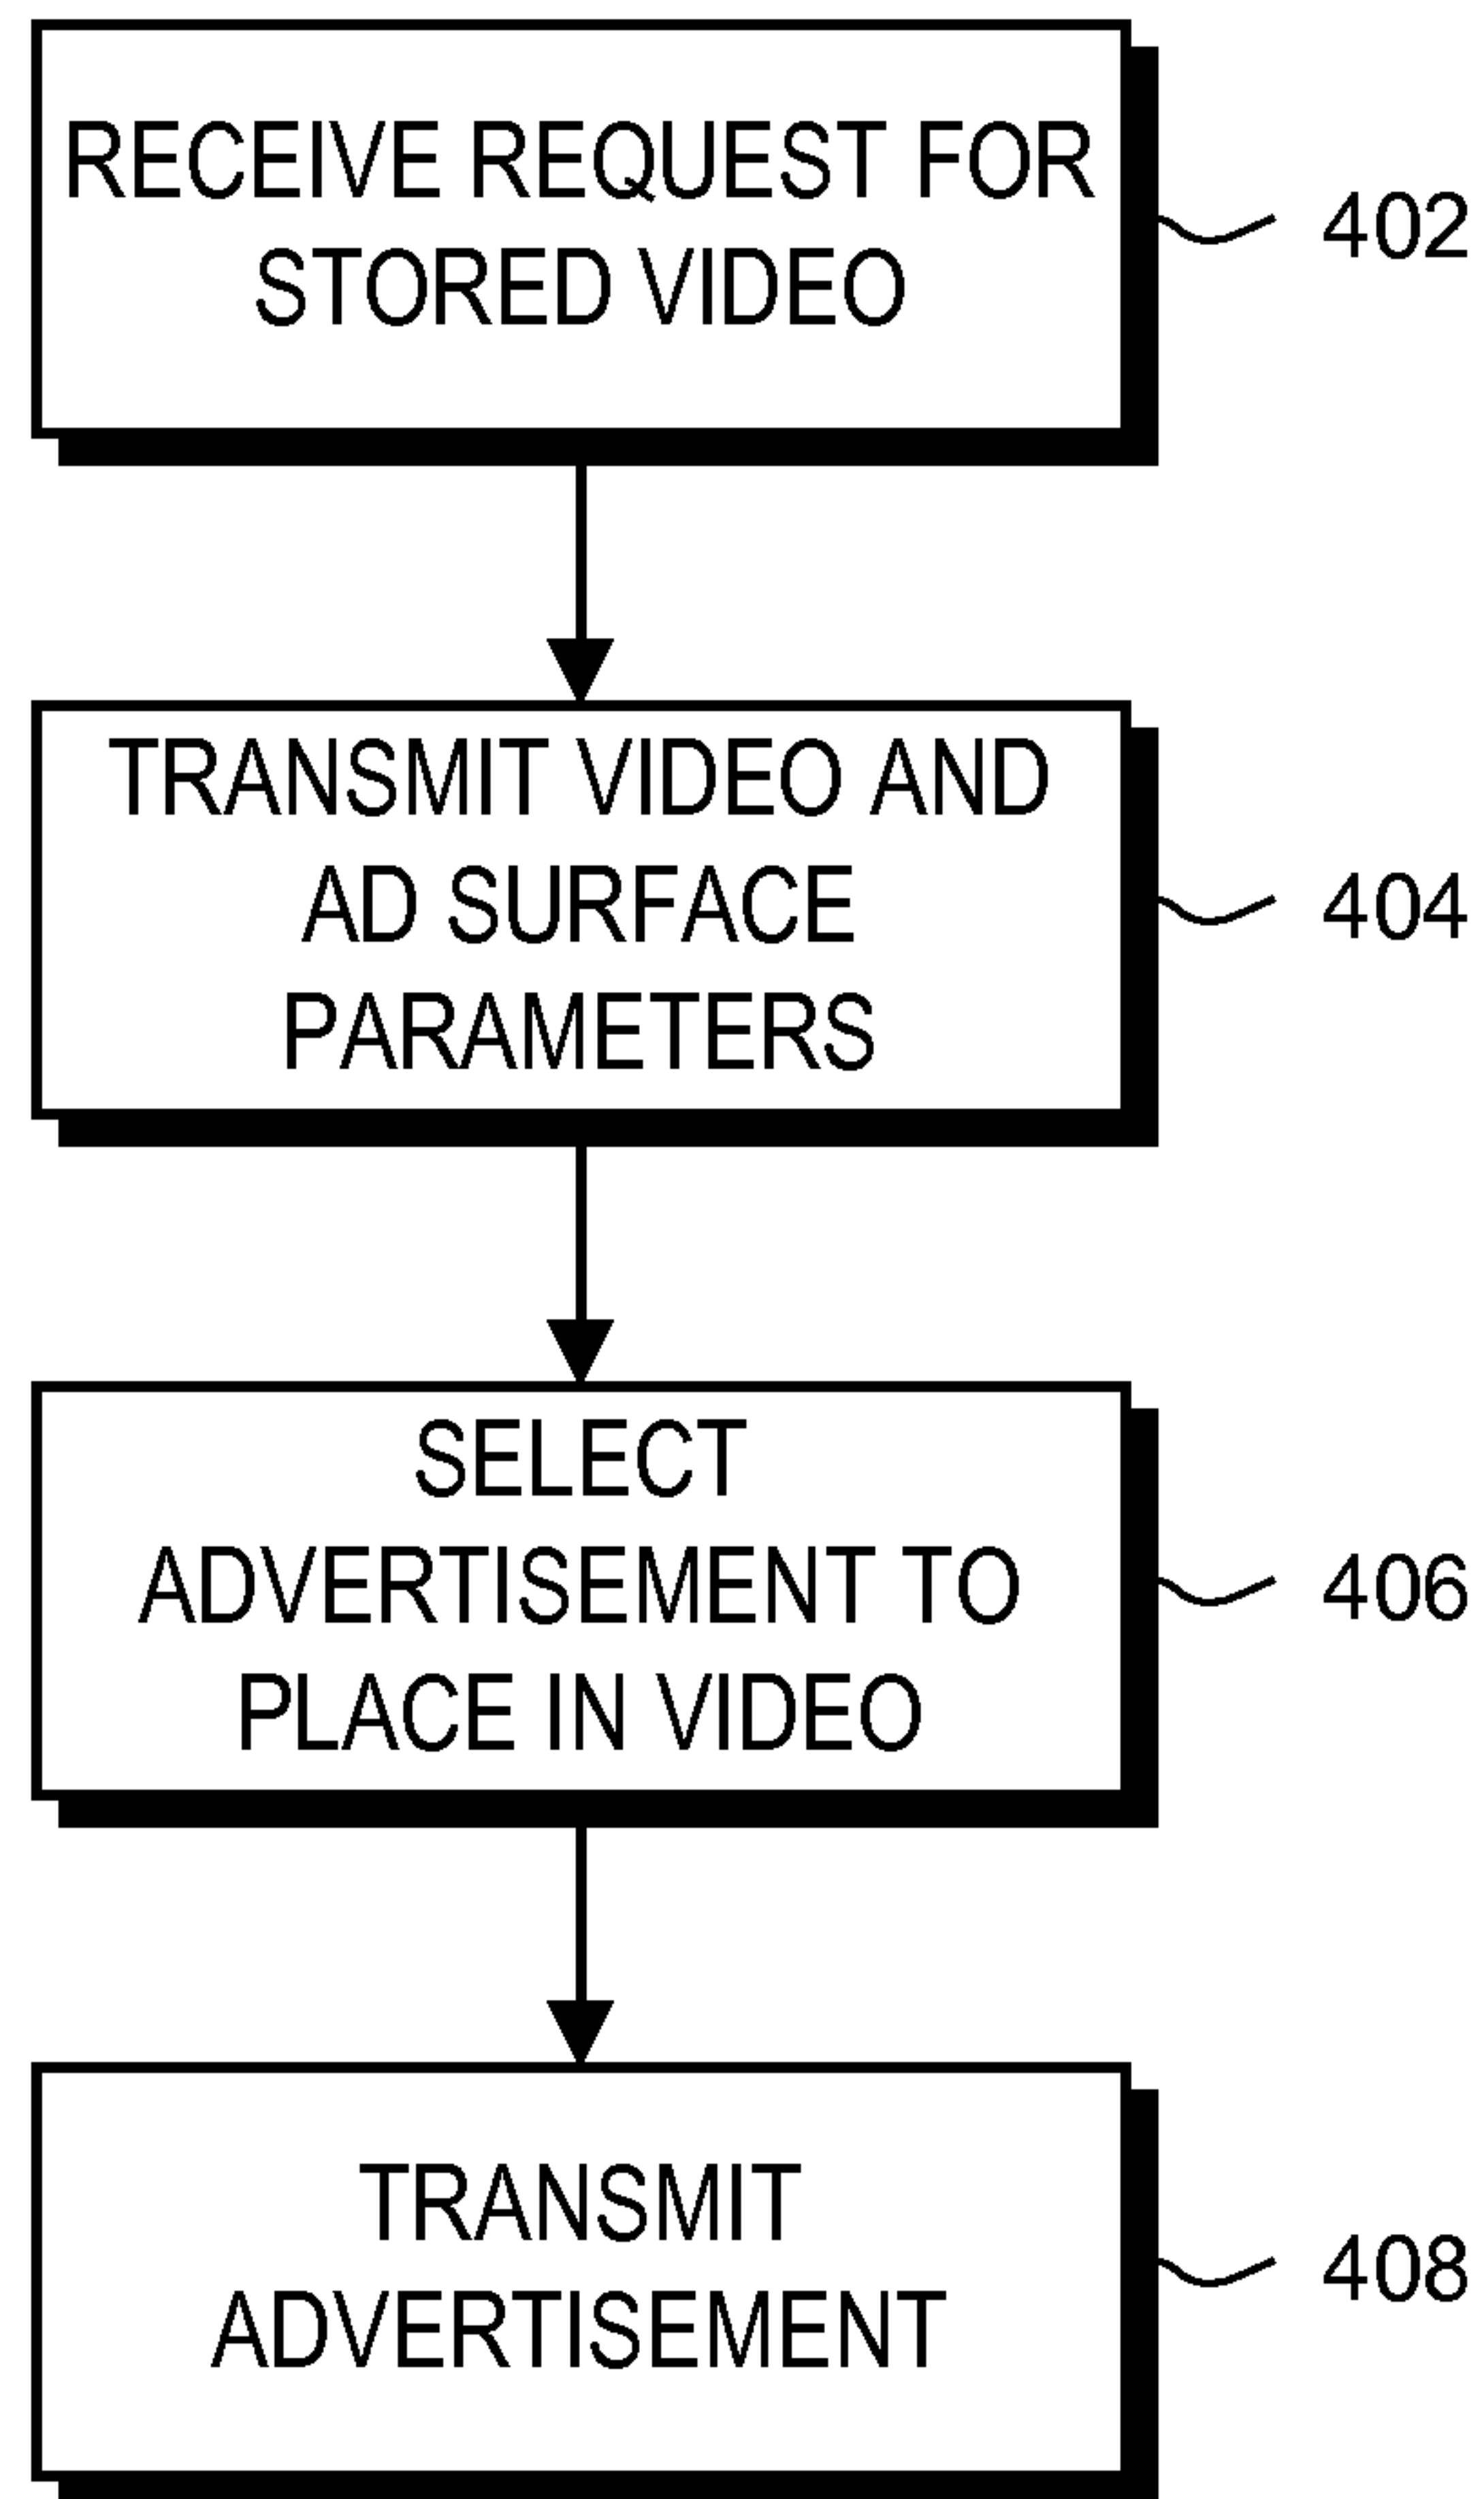 RECEIVE REQUEST FOR
STORED VIDEO
402
TRANSMIT VIDEO AND
AD SURFACE
PARAMETERS
404
SELECT
ADVERTISEMENT TO
PLACE IN VIDEO
406
TRANSMIT
ADVERTISEMENT
408